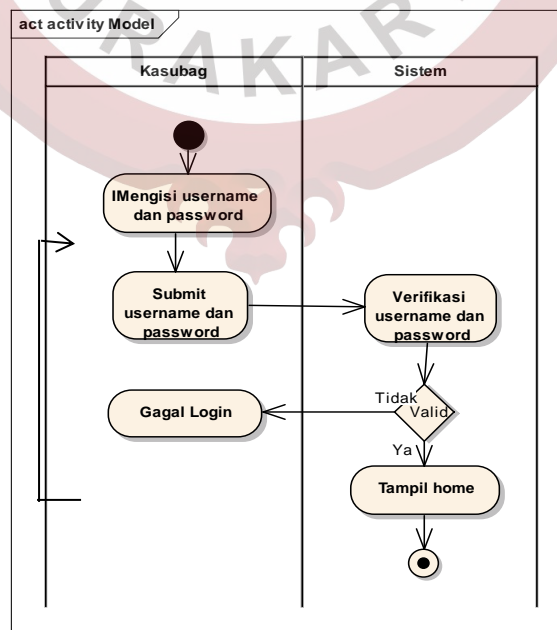 act activity Model
Kasubag
Sistem
IMengisi username
dan password
Submit
username dan
password
Verifikasi
username dan
password
Gagal Login
Tidak
Valid
Ya
Tampil home